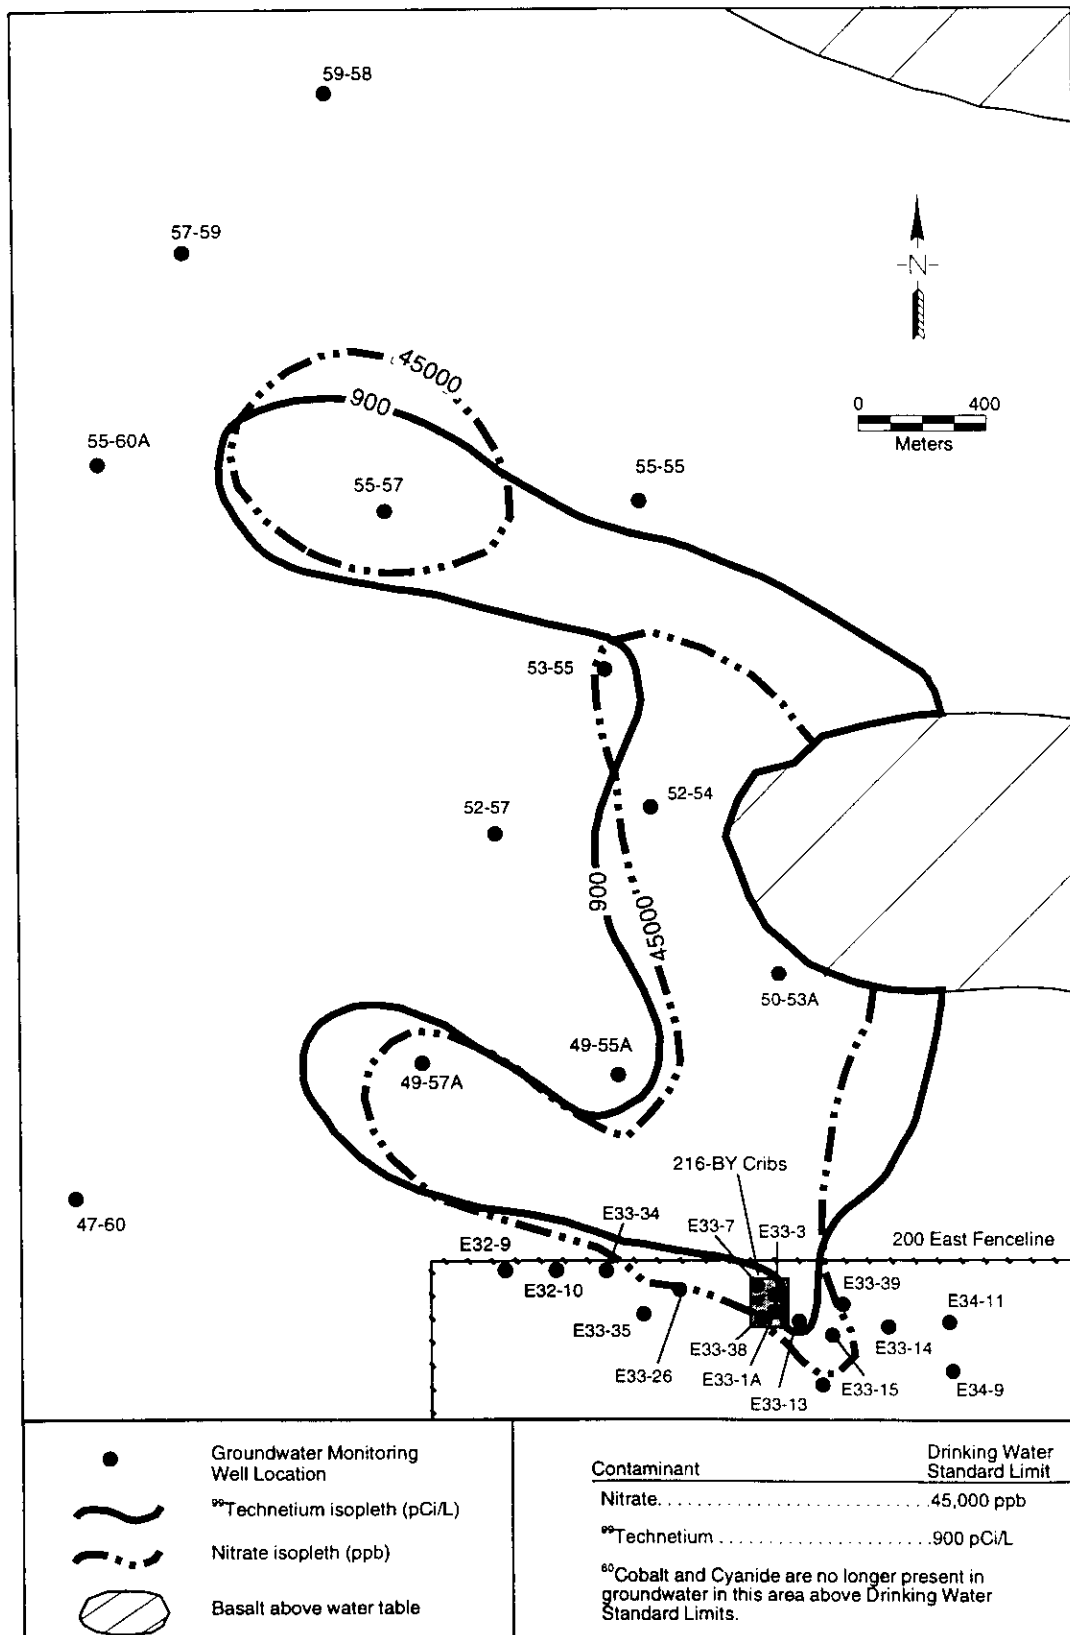 59-58
57-59
N
45000
900
0 400
Meters
55-60A
55-55
55-57
53-55
52-57
52-54
900
45000
50-53A
49-55A
49-57A
216-BY Cribs
47-60
E33-34
E33-7
E33-3
200 East Fenceline
E32-9
E32-10
E33-39
E34-11
E33-35
E33-38
E33-14
E33-26
E33-1A
E33-15
E33-13
E34-9
Groundwater Monitoring
Well Location
⁹⁹Technetium isopleth (pCi/L)
Nitrate isopleth (ppb)
Basalt above water table
Contaminant Drinking Water
Standard Limit
Nitrate. . . . . . . . . . . . . . . . . . . . . . . . .45,000 ppb
⁹⁹Technetium . . . . . . . . . . . . . . . . . . .900 pCi/L
⁶⁰Cobalt and Cyanide are no longer present in
groundwater in this area above Drinking Water
Standard Limits.